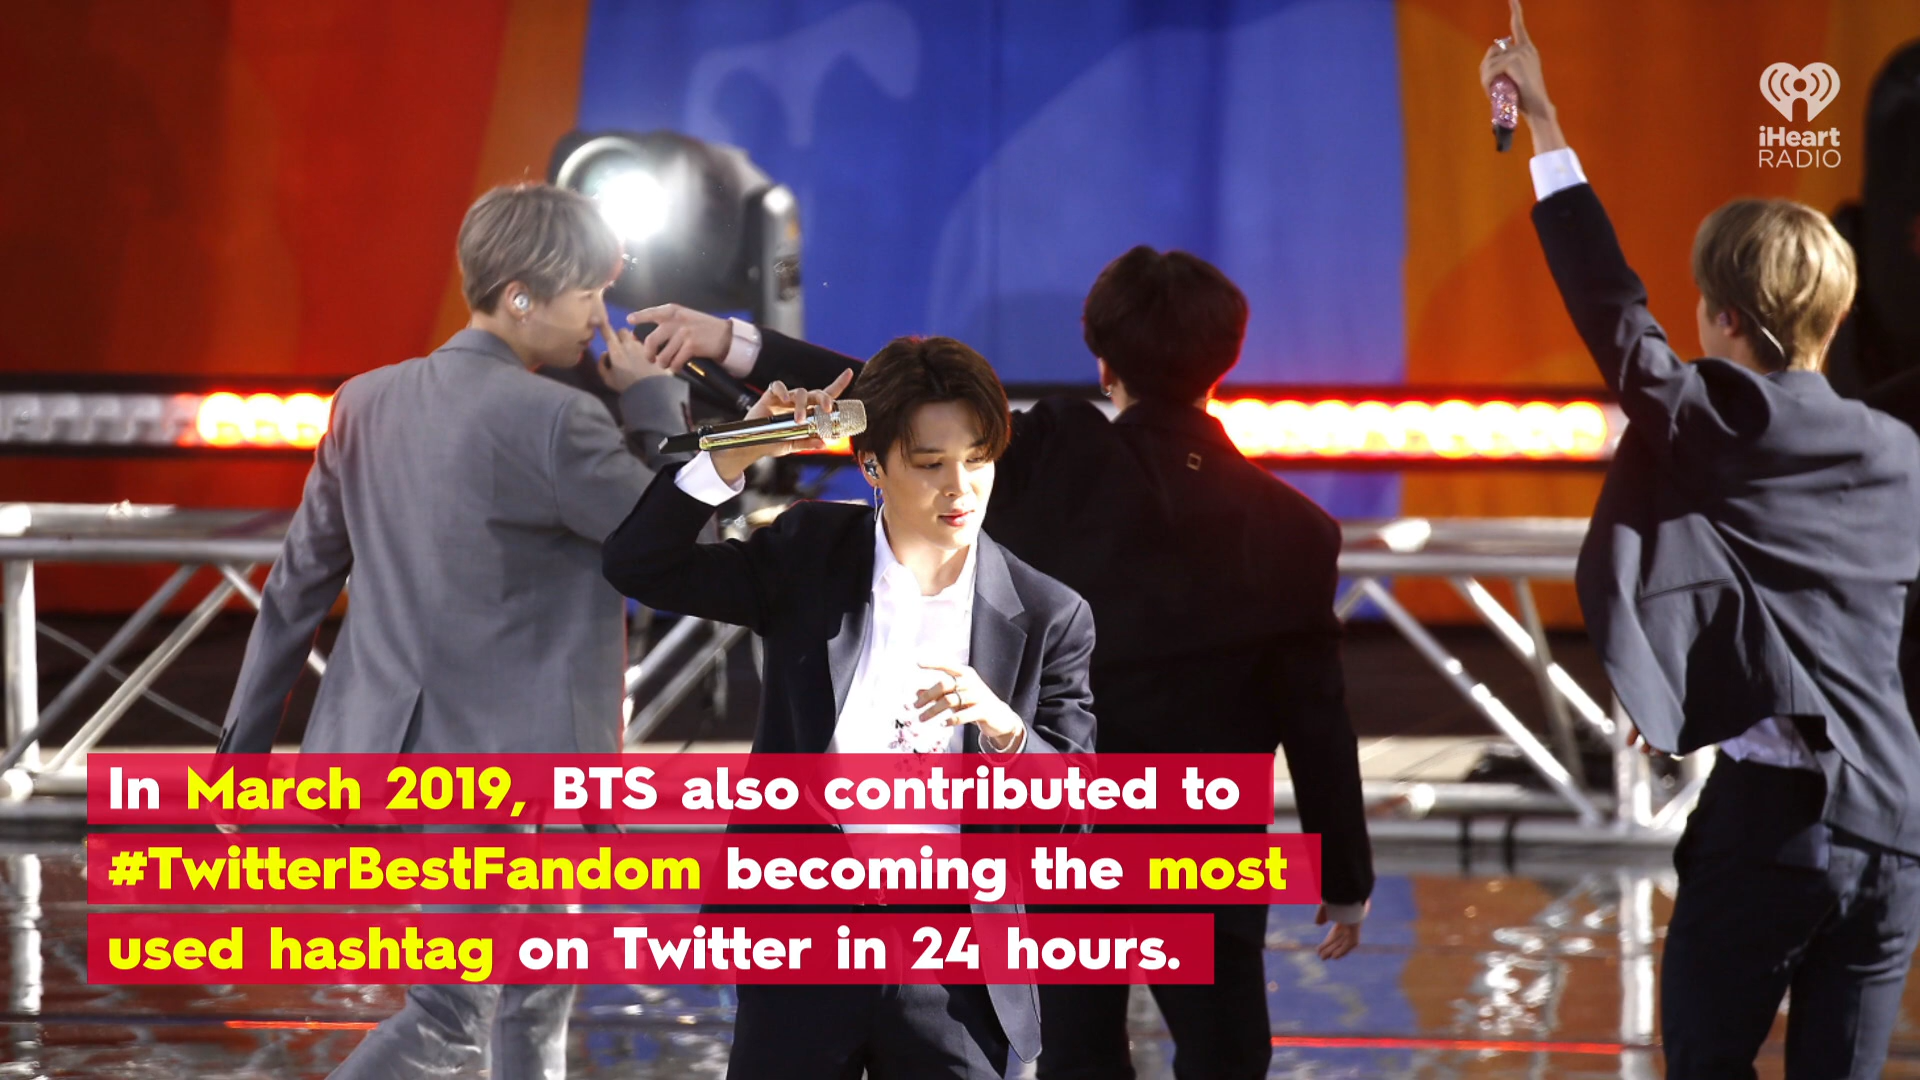 iHeart
RADIO
In March 2019, BTS also contributed to
#TwitterBestFandom becoming the most
used hashtag on Twitter in 24 hours.